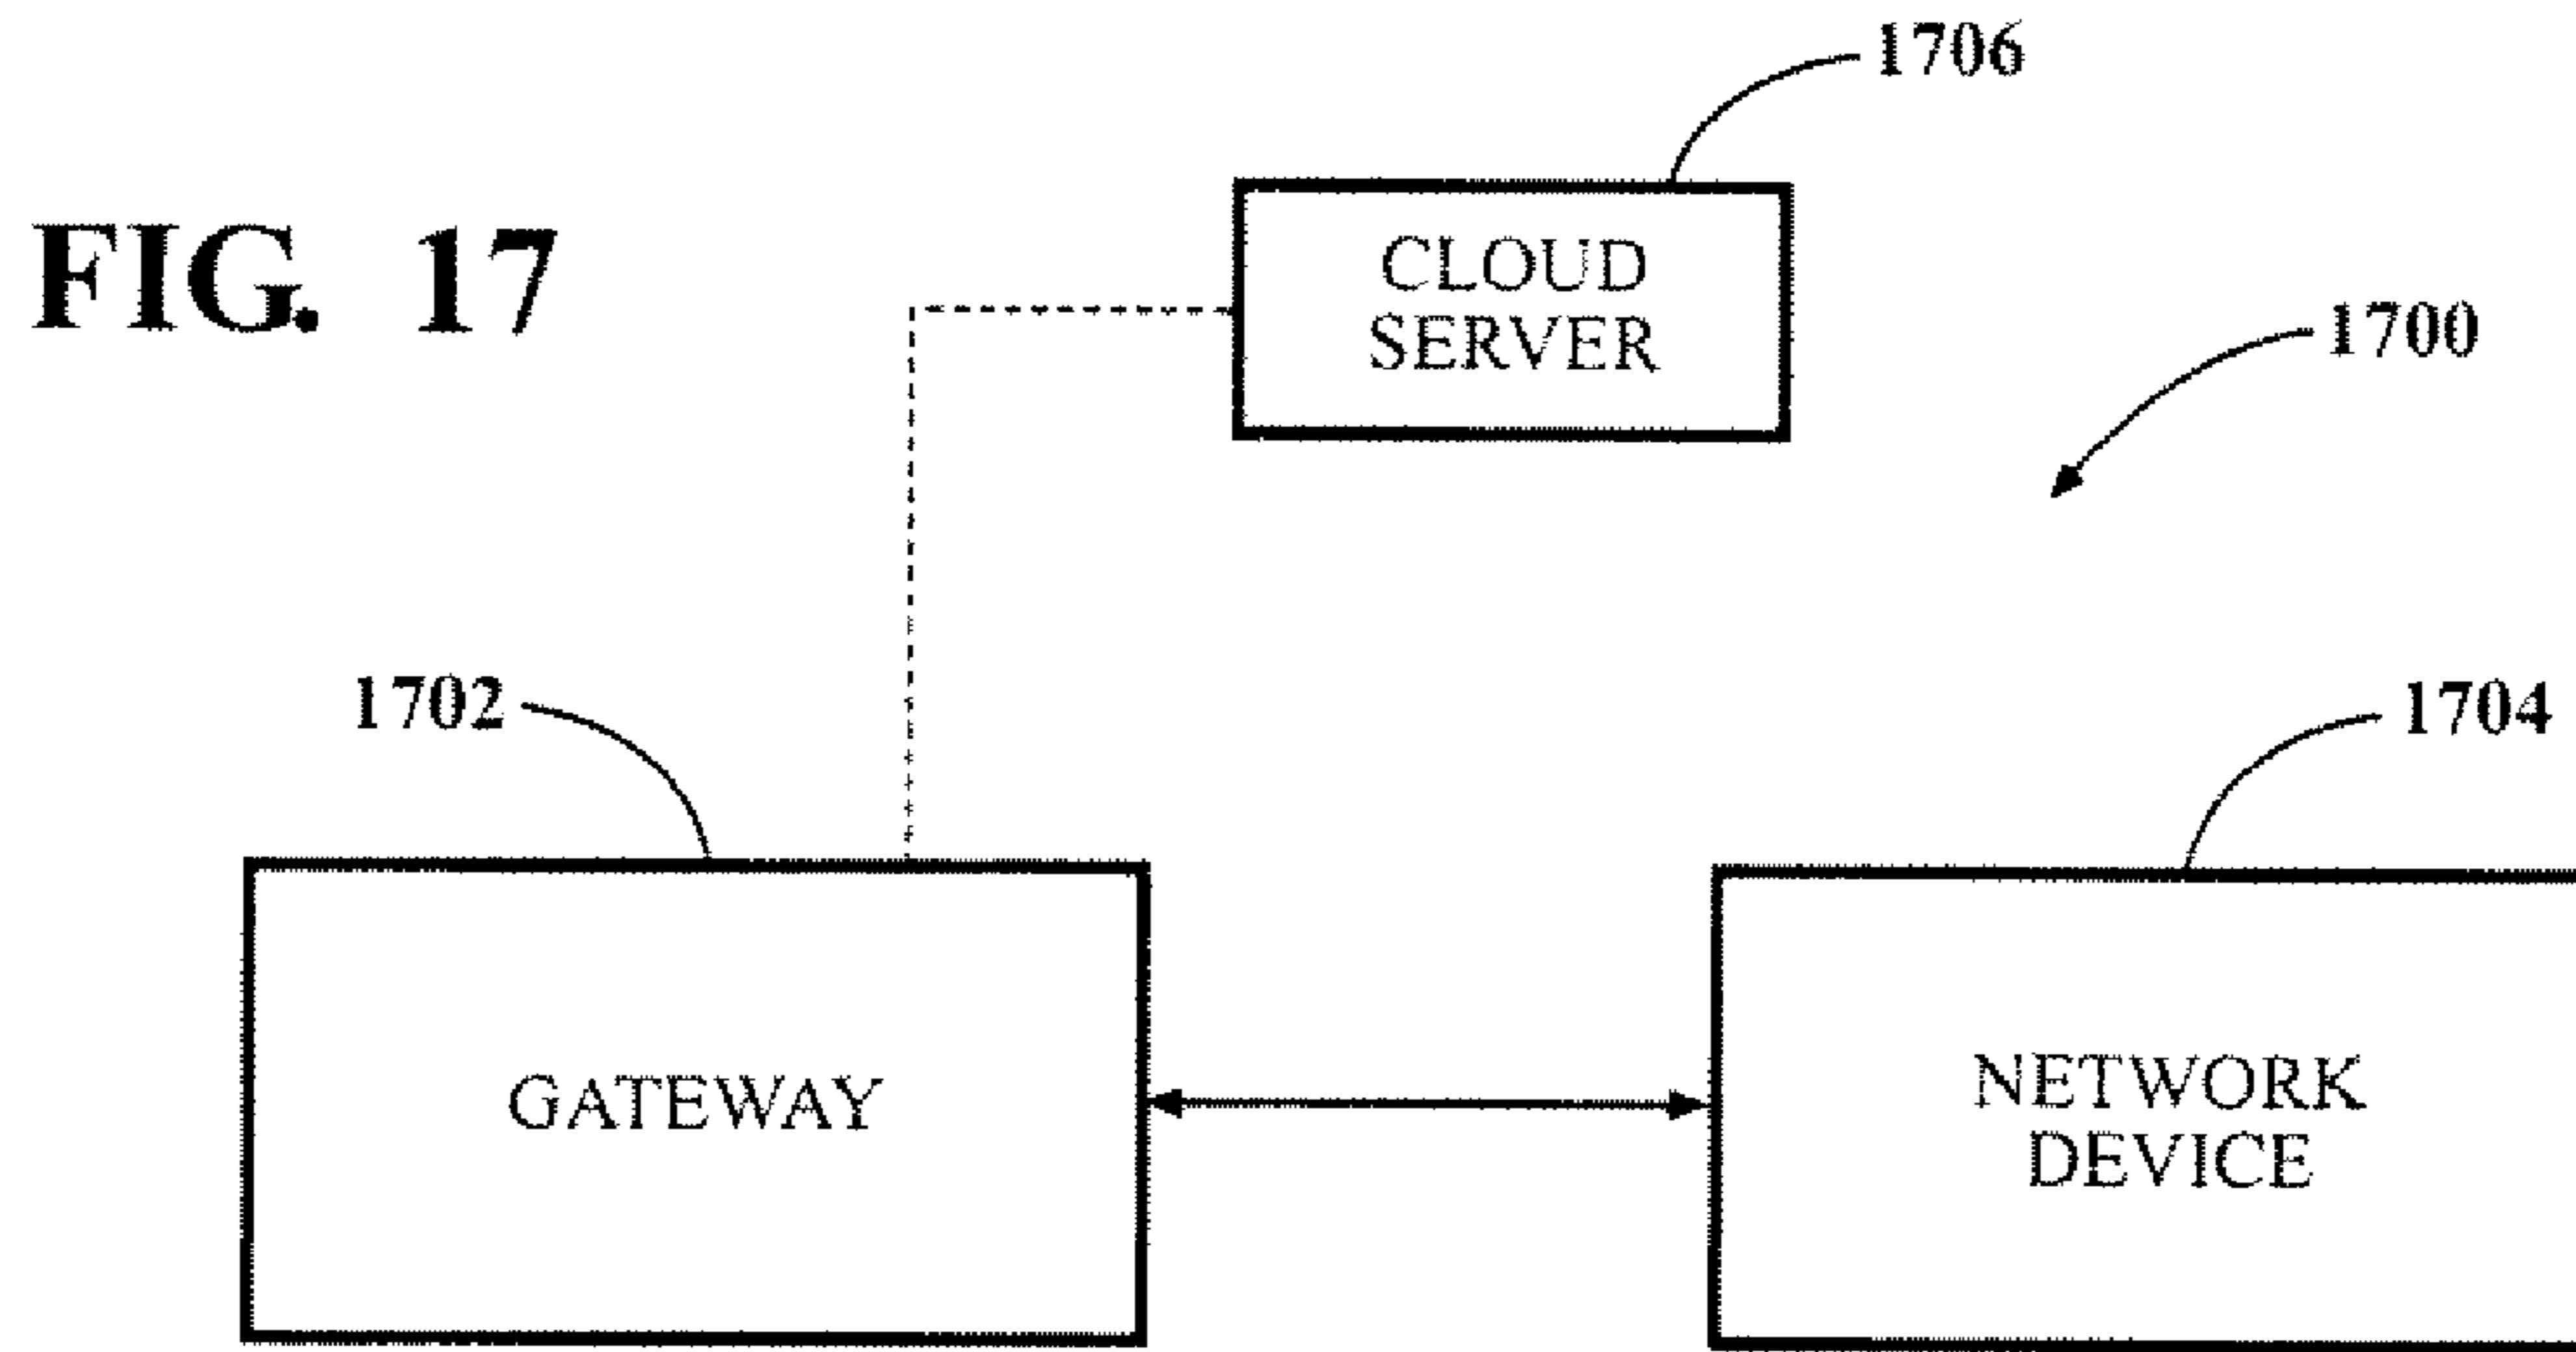 1706
FIG. 17
CLOUD
SERVER
1700
1702
1704
GATEWAY
NETWORK
DEVICE